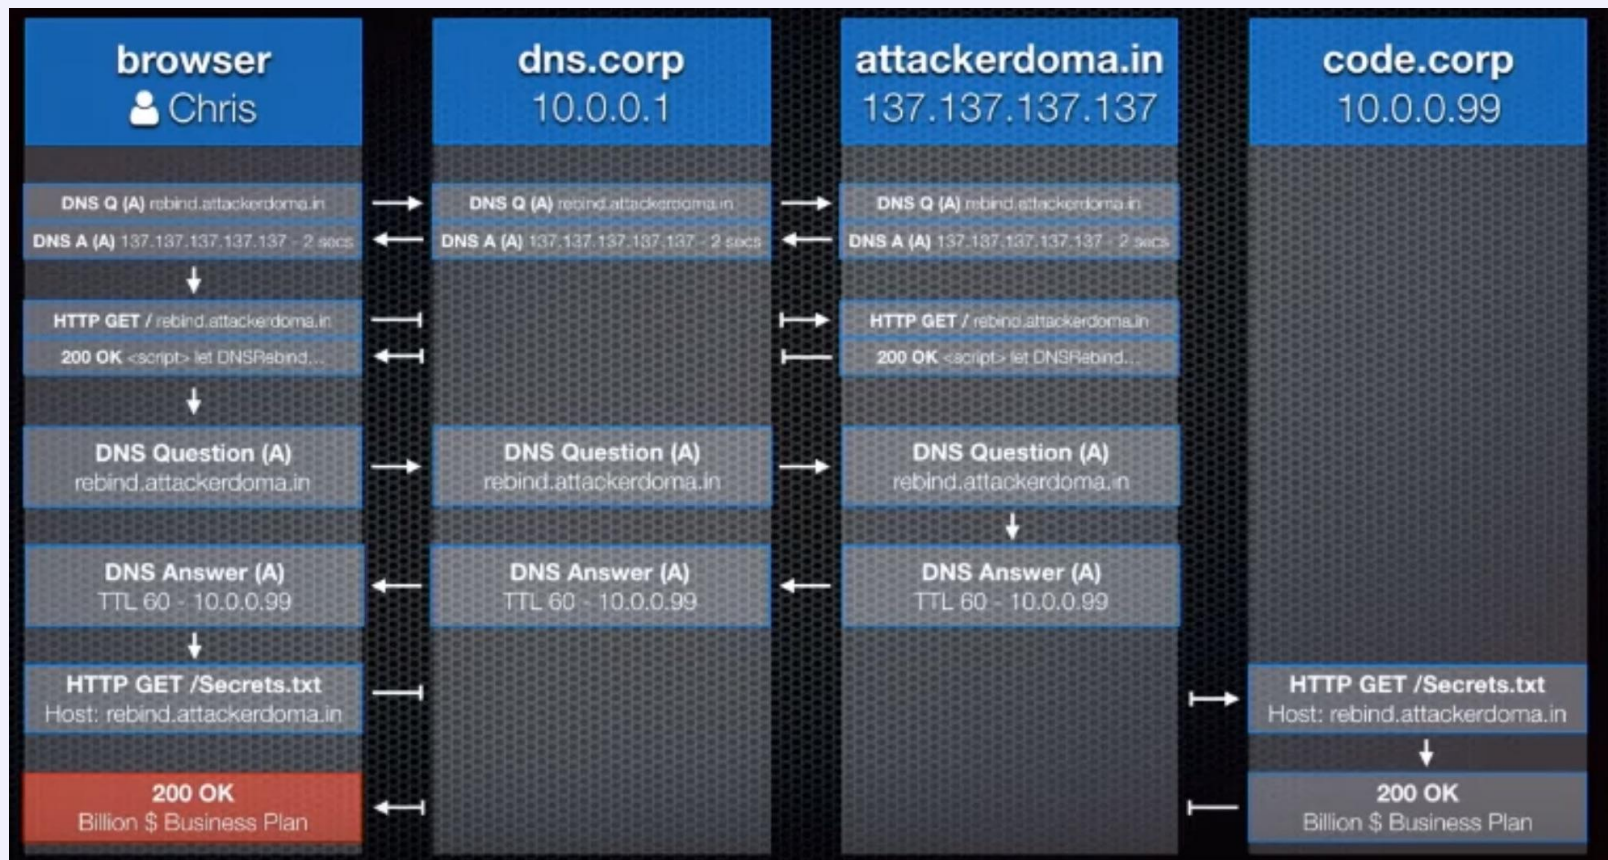 browser
Chris
dns.corp
10.0.0.1
attackerdoma.in
137.137.137.137
code.corp
10.0.0.99
DNS Q (A) rebind.attackerdoma.in
DNS Q (A) rebind.attackerdoma.in
DNS Q (A) rebind.attackerdoma.in
DNS A (A) 137.137.137.137.137 - 2 secs
DNS A (A) 137.137.137.137.137 - 2 secs
DNS A (A) 137.137.137.137.137 - 2 secs
HTTP GET / rebind.attackerdoma.in
HTTP GET / rebind.attackerdoma.in
200 OK <script> let DNSRebind...
200 OK <script> let DNSRebind...
DNS Question (A)
rebind.attackerdoma.in
DNS Question (A)
rebind.attackerdoma.in
DNS Question (A)
rebind.attackerdoma.in
DNS Answer (A)
TTL 60 - 10.0.0.99
DNS Answer (A)
TTL 60 - 10.0.0.99
DNS Answer (A)
TTL 60 - 10.0.0.99
HTTP GET /Secrets.txt
Host: rebind.attackerdoma.in
HTTP GET /Secrets.txt
Host: rebind.attackerdoma.in
200 OK
Billion $ Business Plan
200 OK
Billion $ Business Plan